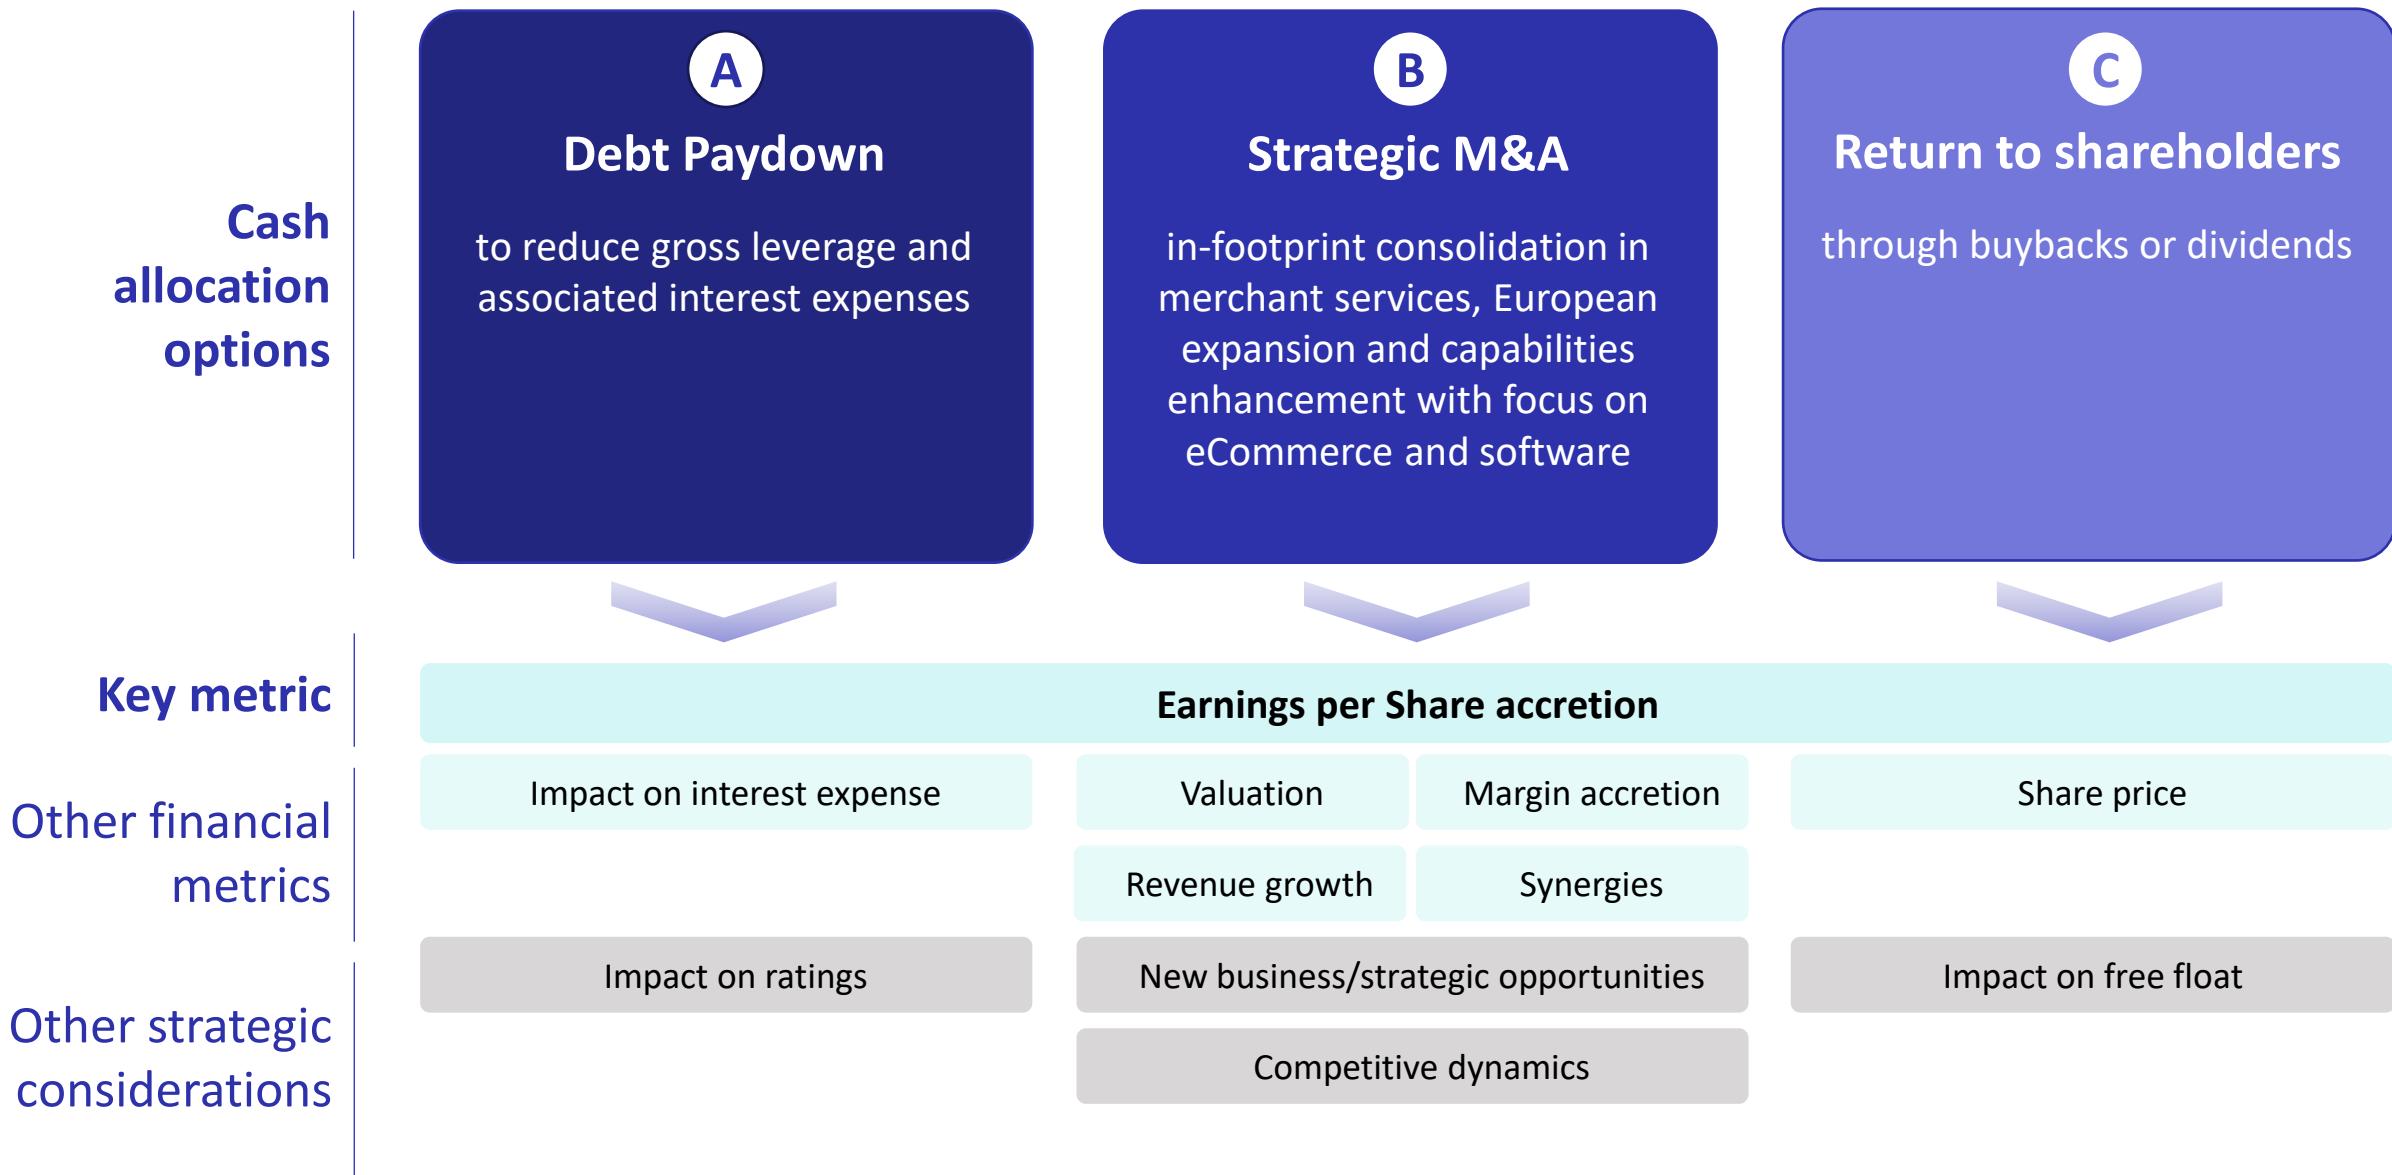 Cash
allocation
options
A
Debt Paydown
to reduce gross leverage and
associated interest expenses
B
Strategic M&A
in-footprint consolidation in
merchant services, European
expansion and capabilities
enhancement with focus on
eCommerce and software
C
Return to shareholders
through buybacks or dividends
Key metric
Earnings per Share accretion
Other financial
metrics
Impact on interest expense
Valuation
Margin accretion
Share price
Revenue growth
Synergies
Other strategic
considerations
Impact on ratings
New business/strategic opportunities
Impact on free float
Competitive dynamics